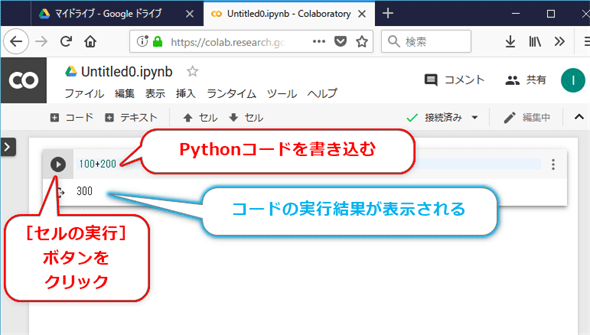 マイドライブ - Google ドライブ
Untitled0.ipynb - Colaboratory
https://colab.research.go
検索
CO
Untitled0.ipynb
コメント
共有
I
ファイル 編集 表示 挿入 ランタイム ツール ヘルプ
コード テキスト セル セル 接続済み 編集中
100+200
Pythonコードを書き込む
300
コードの実行結果が表示される
［セルの実行］
ボタンを
クリック